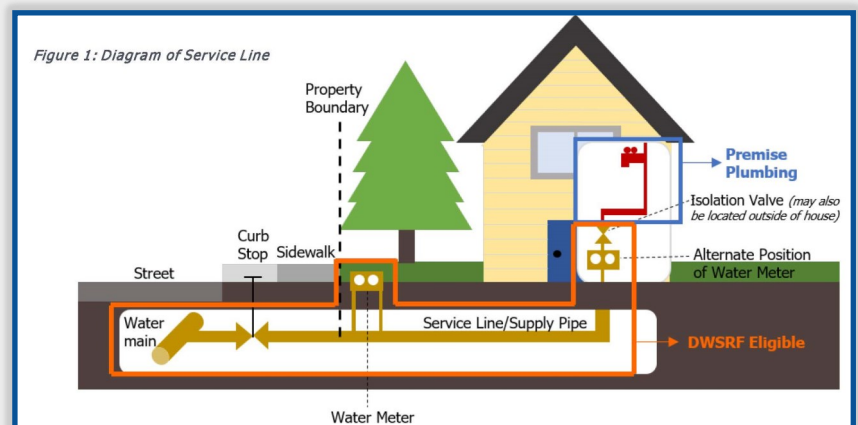 Figure 1: Diagram of Service Line
Property
Boundary
Premise
Plumbing
Isolation Valve (may also
be located outside of house)
Curb
Stop
Sidewalk
Alternate Position
of Water Meter
Street
Water
main
Service Line/Supply Pipe
DWSRF Eligible
Water Meter